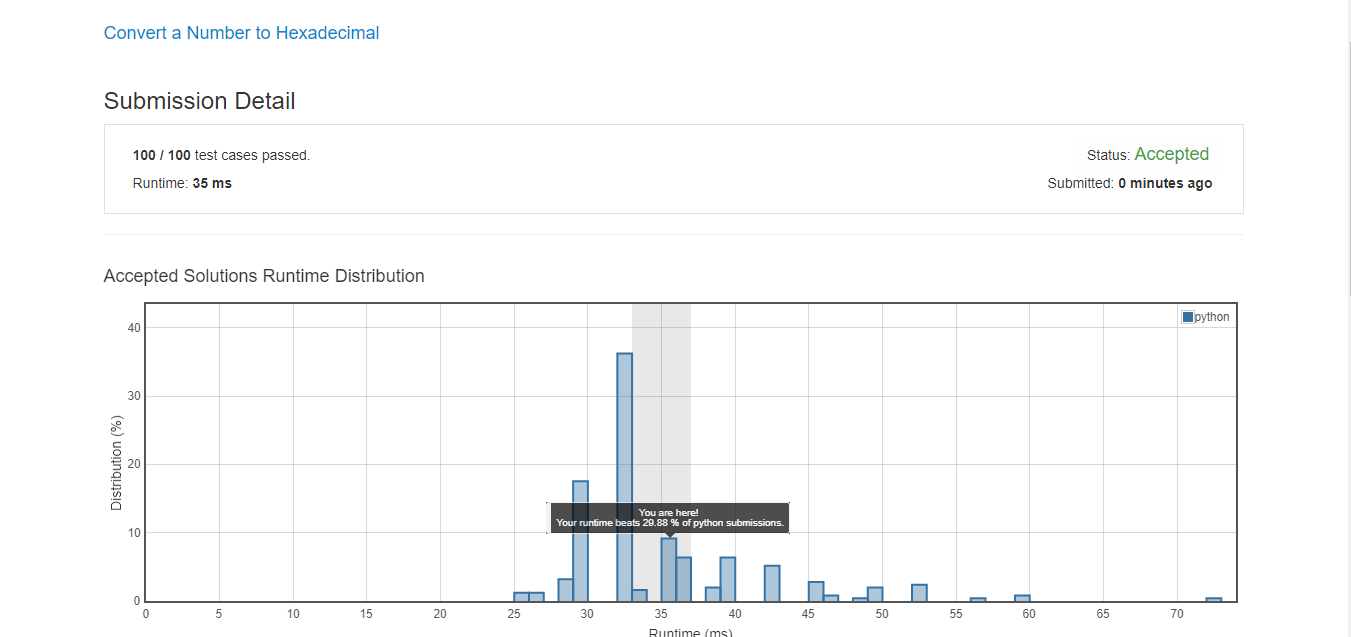 Convert a Number to Hexadecimal
Submission Detail
100 / 100 test cases passed.
Status: Accepted
Runtime: 35 ms
Submitted: 0 minutes ago
Accepted Solutions Runtime Distribution
python
40
30
20
10
0
Distribution (%)
You are here!
Your runtime beats 29.88 % of python submissions.
0 5 10 15 20 25 30 35 40 45 50 55 60 65 70
Runtime (ms)